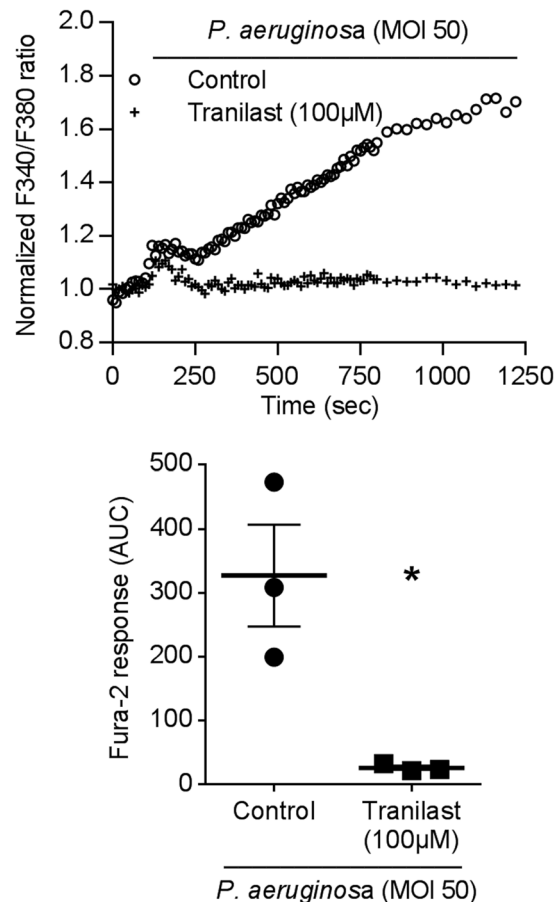 P. aeruginosa (MOI 50)
Control
Tranilast (100µM)
Normalized F340/F380 ratio
2.0
1.8
1.6
1.4
1.2
1.0
0.8
0
250
500
750
1000
1250
Time (sec)
Fura-2 response (AUC)
500
400
300
200
100
0
*
Control
Tranilast
(100µM)
P. aeruginosa (MOI 50)